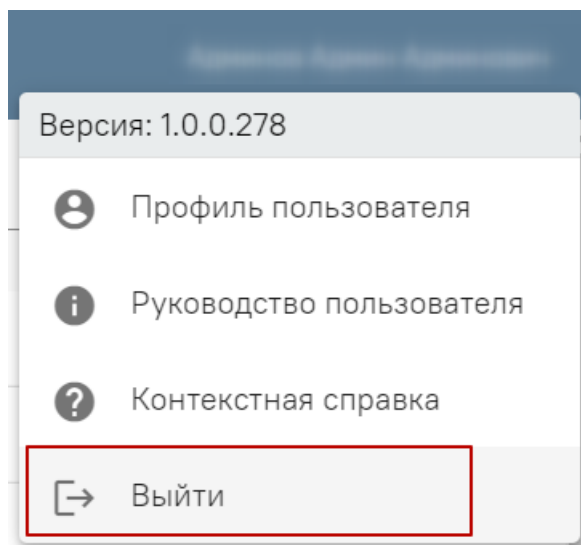 Версия: 1.0.0.278
Профиль пользователя
Руководство пользователя
Контекстная справка
Выйти